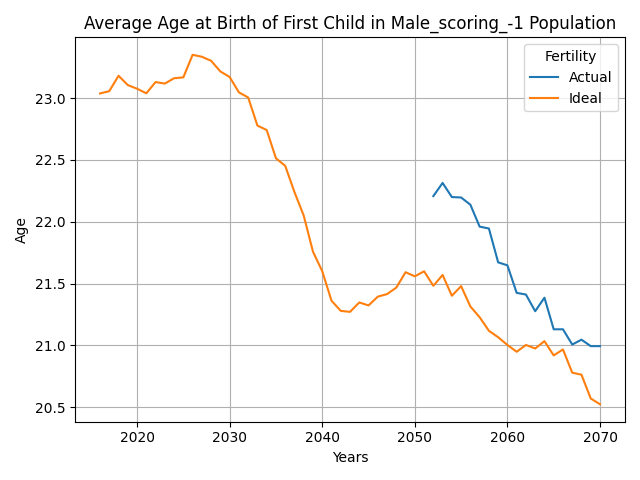 Average Age at Birth of First Child in Male_scoring_-1 Population
Fertility
Actual
Ideal
23.0
22.5
22.0
21.5
21.0
20.5
Age
2020 2030 2040 2050 2060 2070
Years